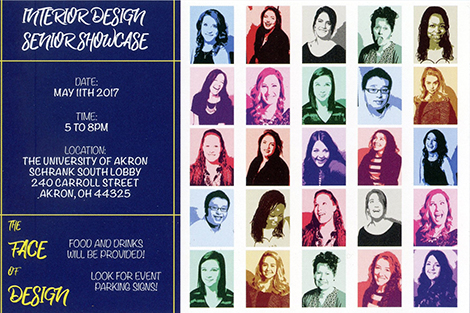 INTERIOR DESIGN
SENIOR SHOWCASE
DATE:
MAY 11TH 2017
TIME:
5 TO 8PM
LOCATION:
THE UNIVERSITY OF AKRON
SCHRANK SOUTH LOBBY
240 CARROLL STREET
AKRON, OH 44325
THE
FACE
OF
DESIGN
FOOD AND DRINKS
WILL BE PROVIDED!
LOOK FOR EVENT
PARKING SIGNS!